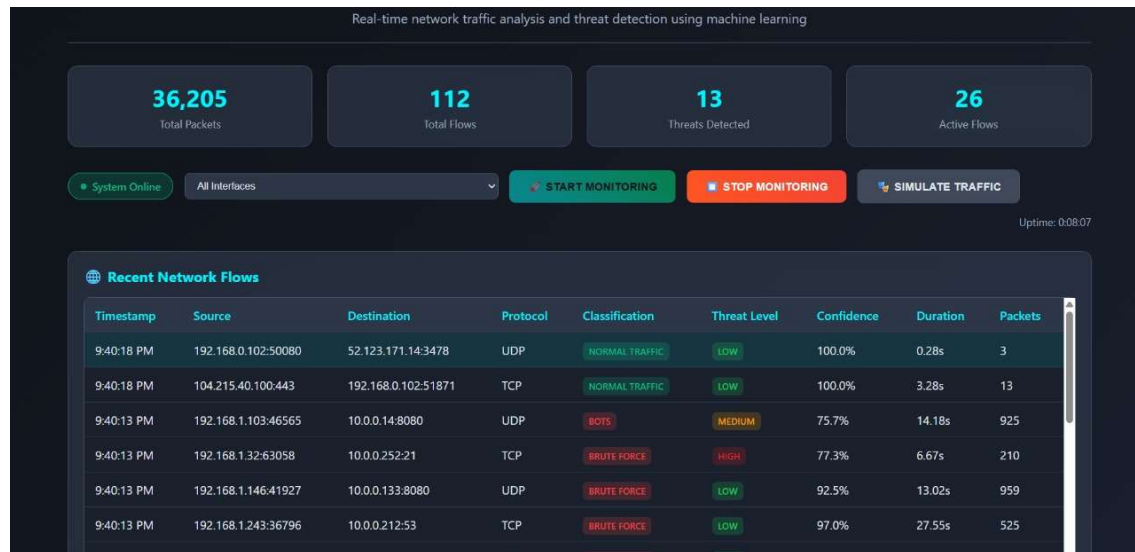 Real-time network traffic analysis and threat detection using machine learning
36,205 112 13 26
Total Packets Total Flows Threats Detected Active Flows
System Online All Interfaces START MONITORING STOP MONITORING SIMULATE TRAFFIC
Uptime: 0:08:07
Recent Network Flows
Timestamp Source Destination Protocol Classification Threat Level Confidence Duration Packets
9:40:18 PM 192.168.0.102:50080 52.123.171.14:3478 UDP NORMAL TRAFFIC LOW 100.0% 0.28s 3
9:40:18 PM 104.215.40.100:443 192.168.0.102:51871 TCP NORMAL TRAFFIC LOW 100.0% 3.28s 13
9:40:13 PM 192.168.1.103:46565 10.0.0.14:8080 UDP BOTS MEDIUM 75.7% 14.18s 925
9:40:13 PM 192.168.1.32:63058 10.0.0.252:21 TCP BRUTE FORCE HIGH 77.3% 6.67s 210
9:40:13 PM 192.168.1.146:41927 10.0.0.133:8080 UDP BRUTE FORCE LOW 92.5% 13.02s 959
9:40:13 PM 192.168.1.243:36796 10.0.0.212:53 TCP BRUTE FORCE LOW 97.0% 27.55s 525